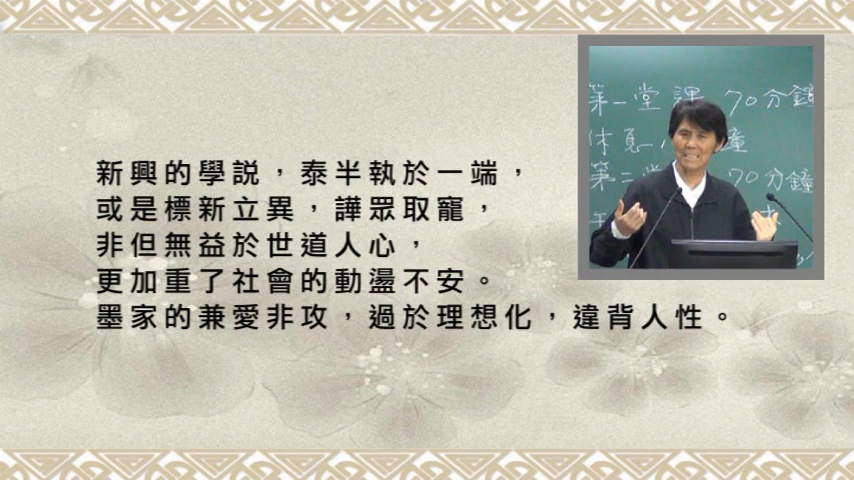 新興的學説，泰半執於一端，
或是標新立異，譁眾取寵，
非但無益於世道人心，
更加重了社會的動盪不安。
墨家的兼愛非攻，過於理想化，違背人性。
第一堂課 70分鐘
休息
第二堂 70分鐘